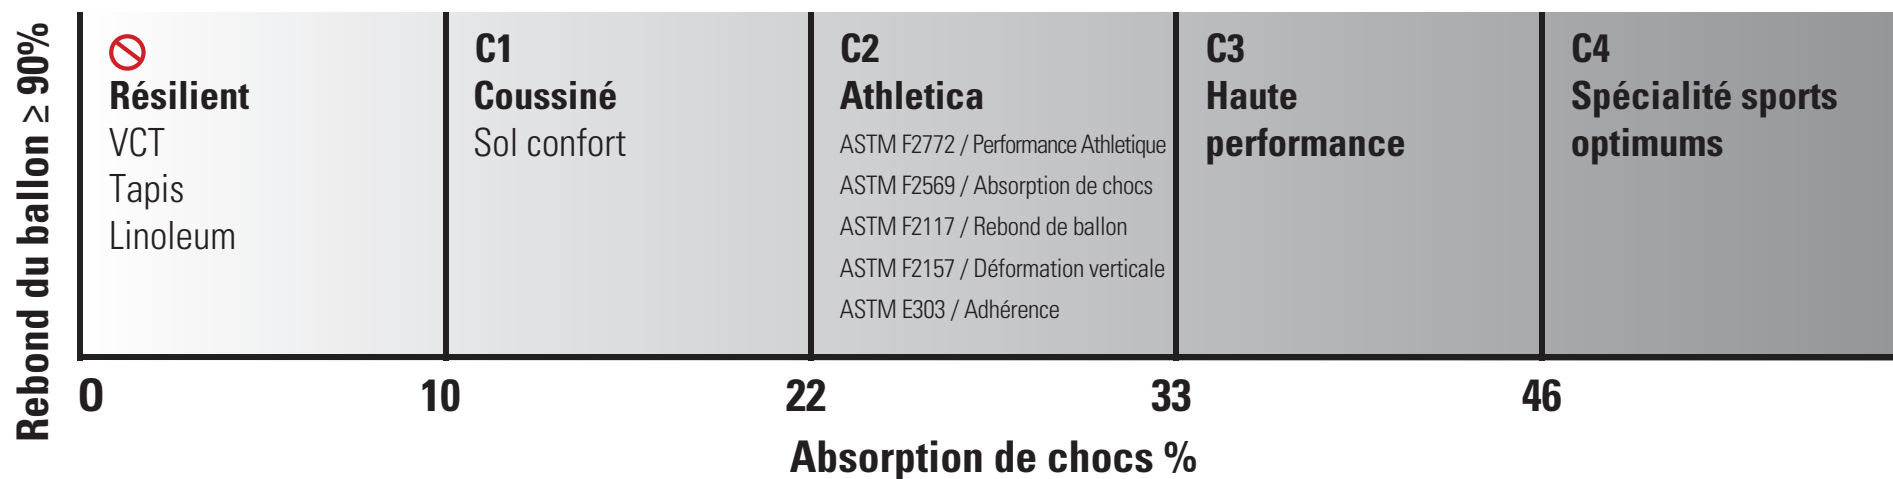 Rebond du ballon ≥ 90%
Résilient
VCT
Tapis
Linoleum
C1
Coussiné
Sol confort
C2
Athletica
ASTM F2772 / Performance Athletique
ASTM F2569 / Absorption de chocs
ASTM F2117 / Rebond de ballon
ASTM F2157 / Déformation verticale
ASTM E303 / Adhérence
C3
Haute
performance
C4
Spécialité sports
optimums
0
10
22
33
46
Absorption de chocs %